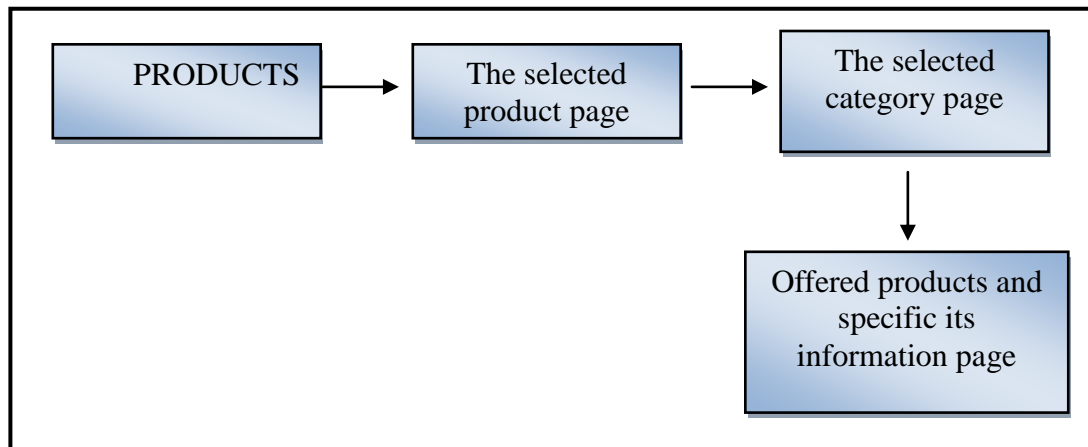 PRODUCTS
The selected
product page
The selected
category page
Offered products and
specific its
information page